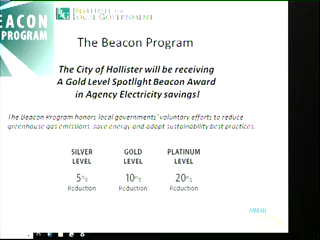 BEACON
PROGRAM
INSTITUTE FOR
LOCAL GOVERNMENT
The Beacon Program
The City of Hollister will be receiving
A Gold Level Spotlight Beacon Award
in Agency Electricity savings!
The Beacon Program honors local governments' voluntary efforts to reduce
greenhouse gas emissions, save energy and adopt sustainability best practices.
SILVER GOLD PLATINUM
LEVEL LEVEL LEVEL
5% 10% 20%
Reduction Reduction Reduction